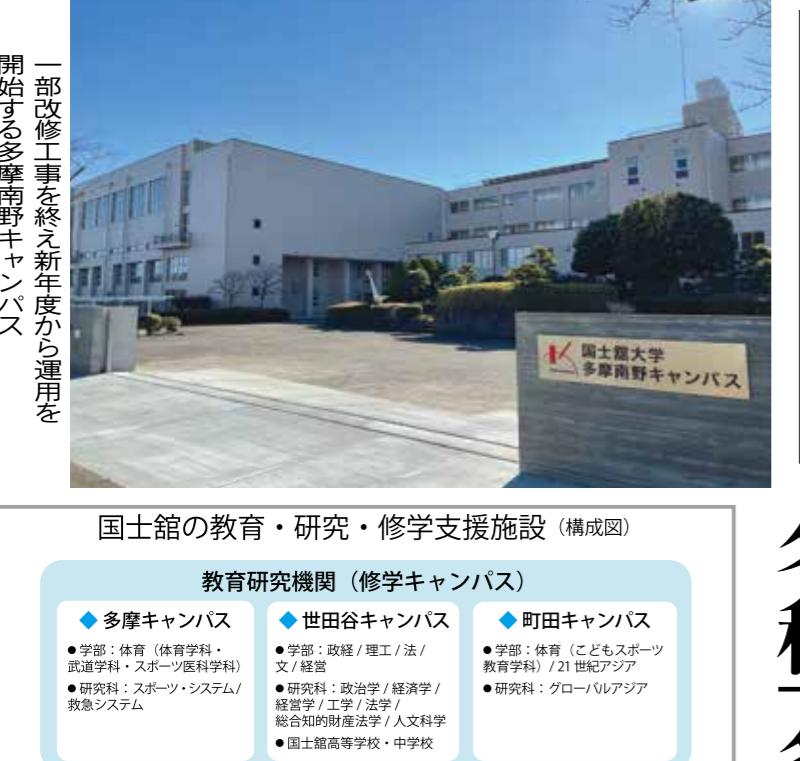 一部改修工事を終え新年度から運用を
開始する多摩南野キャンパス
国士舘大学
多摩南野キャンパス
国士舘の教育・研究・修学支援施設（構成図）
教育研究機関（修学キャンパス）
◆ 多摩キャンパス
● 学部：体育（体育学科・
武道学科・スポーツ医科学科）
● 研究科：スポーツ・システム/
救急システム
◆ 世田谷キャンパス
● 学部：政経 / 理工 / 法 /
文 / 経営
● 研究科：政治学 / 経済学 /
経営学 / 工学 / 法学 /
総合知的財産法学 / 人文科学
● 国士舘高等学校・中学校
◆ 町田キャンパス
● 学部：体育（こどもスポーツ
教育学科）/ 21 世紀アジア
● 研究科：グローバルアジア